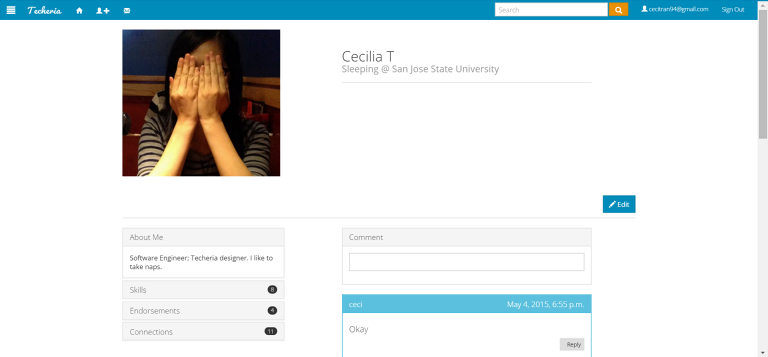 Techeria
Search
cecitran94@gmail.com
Sign Out
Cecilia T
Sleeping @ San Jose State University
Edit
About Me
Software Engineer; Techeria designer. I like to
take naps.
Skills 8
Endorsements 4
Connections 11
Comment
ceci May 4, 2015, 6:55 p.m.
Okay
Reply